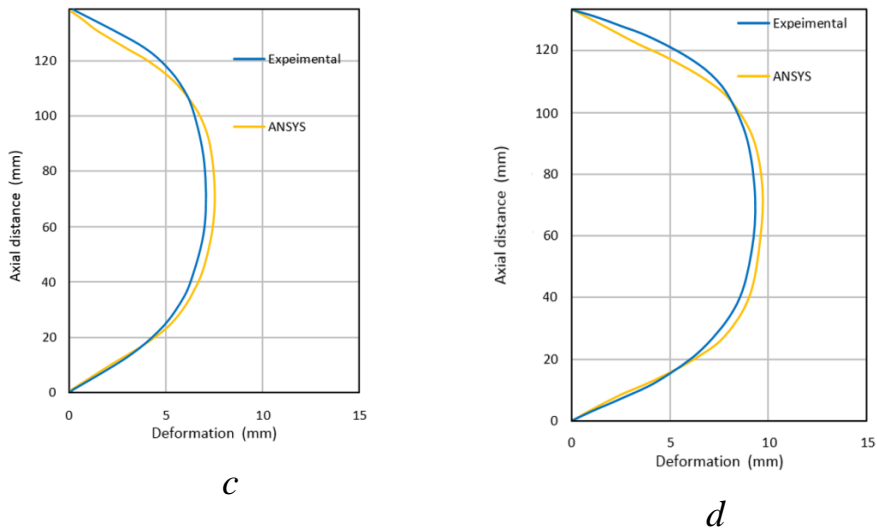 120
100
80
60
40
20
0
Axial distance (mm)
Expeimental
ANSYS
0 5 10 15
Deformation (mm)
c
120
100
80
60
40
20
0
Axial distance (mm)
Experimental
ANSYS
0 5 10 15
Deformation (mm)
d